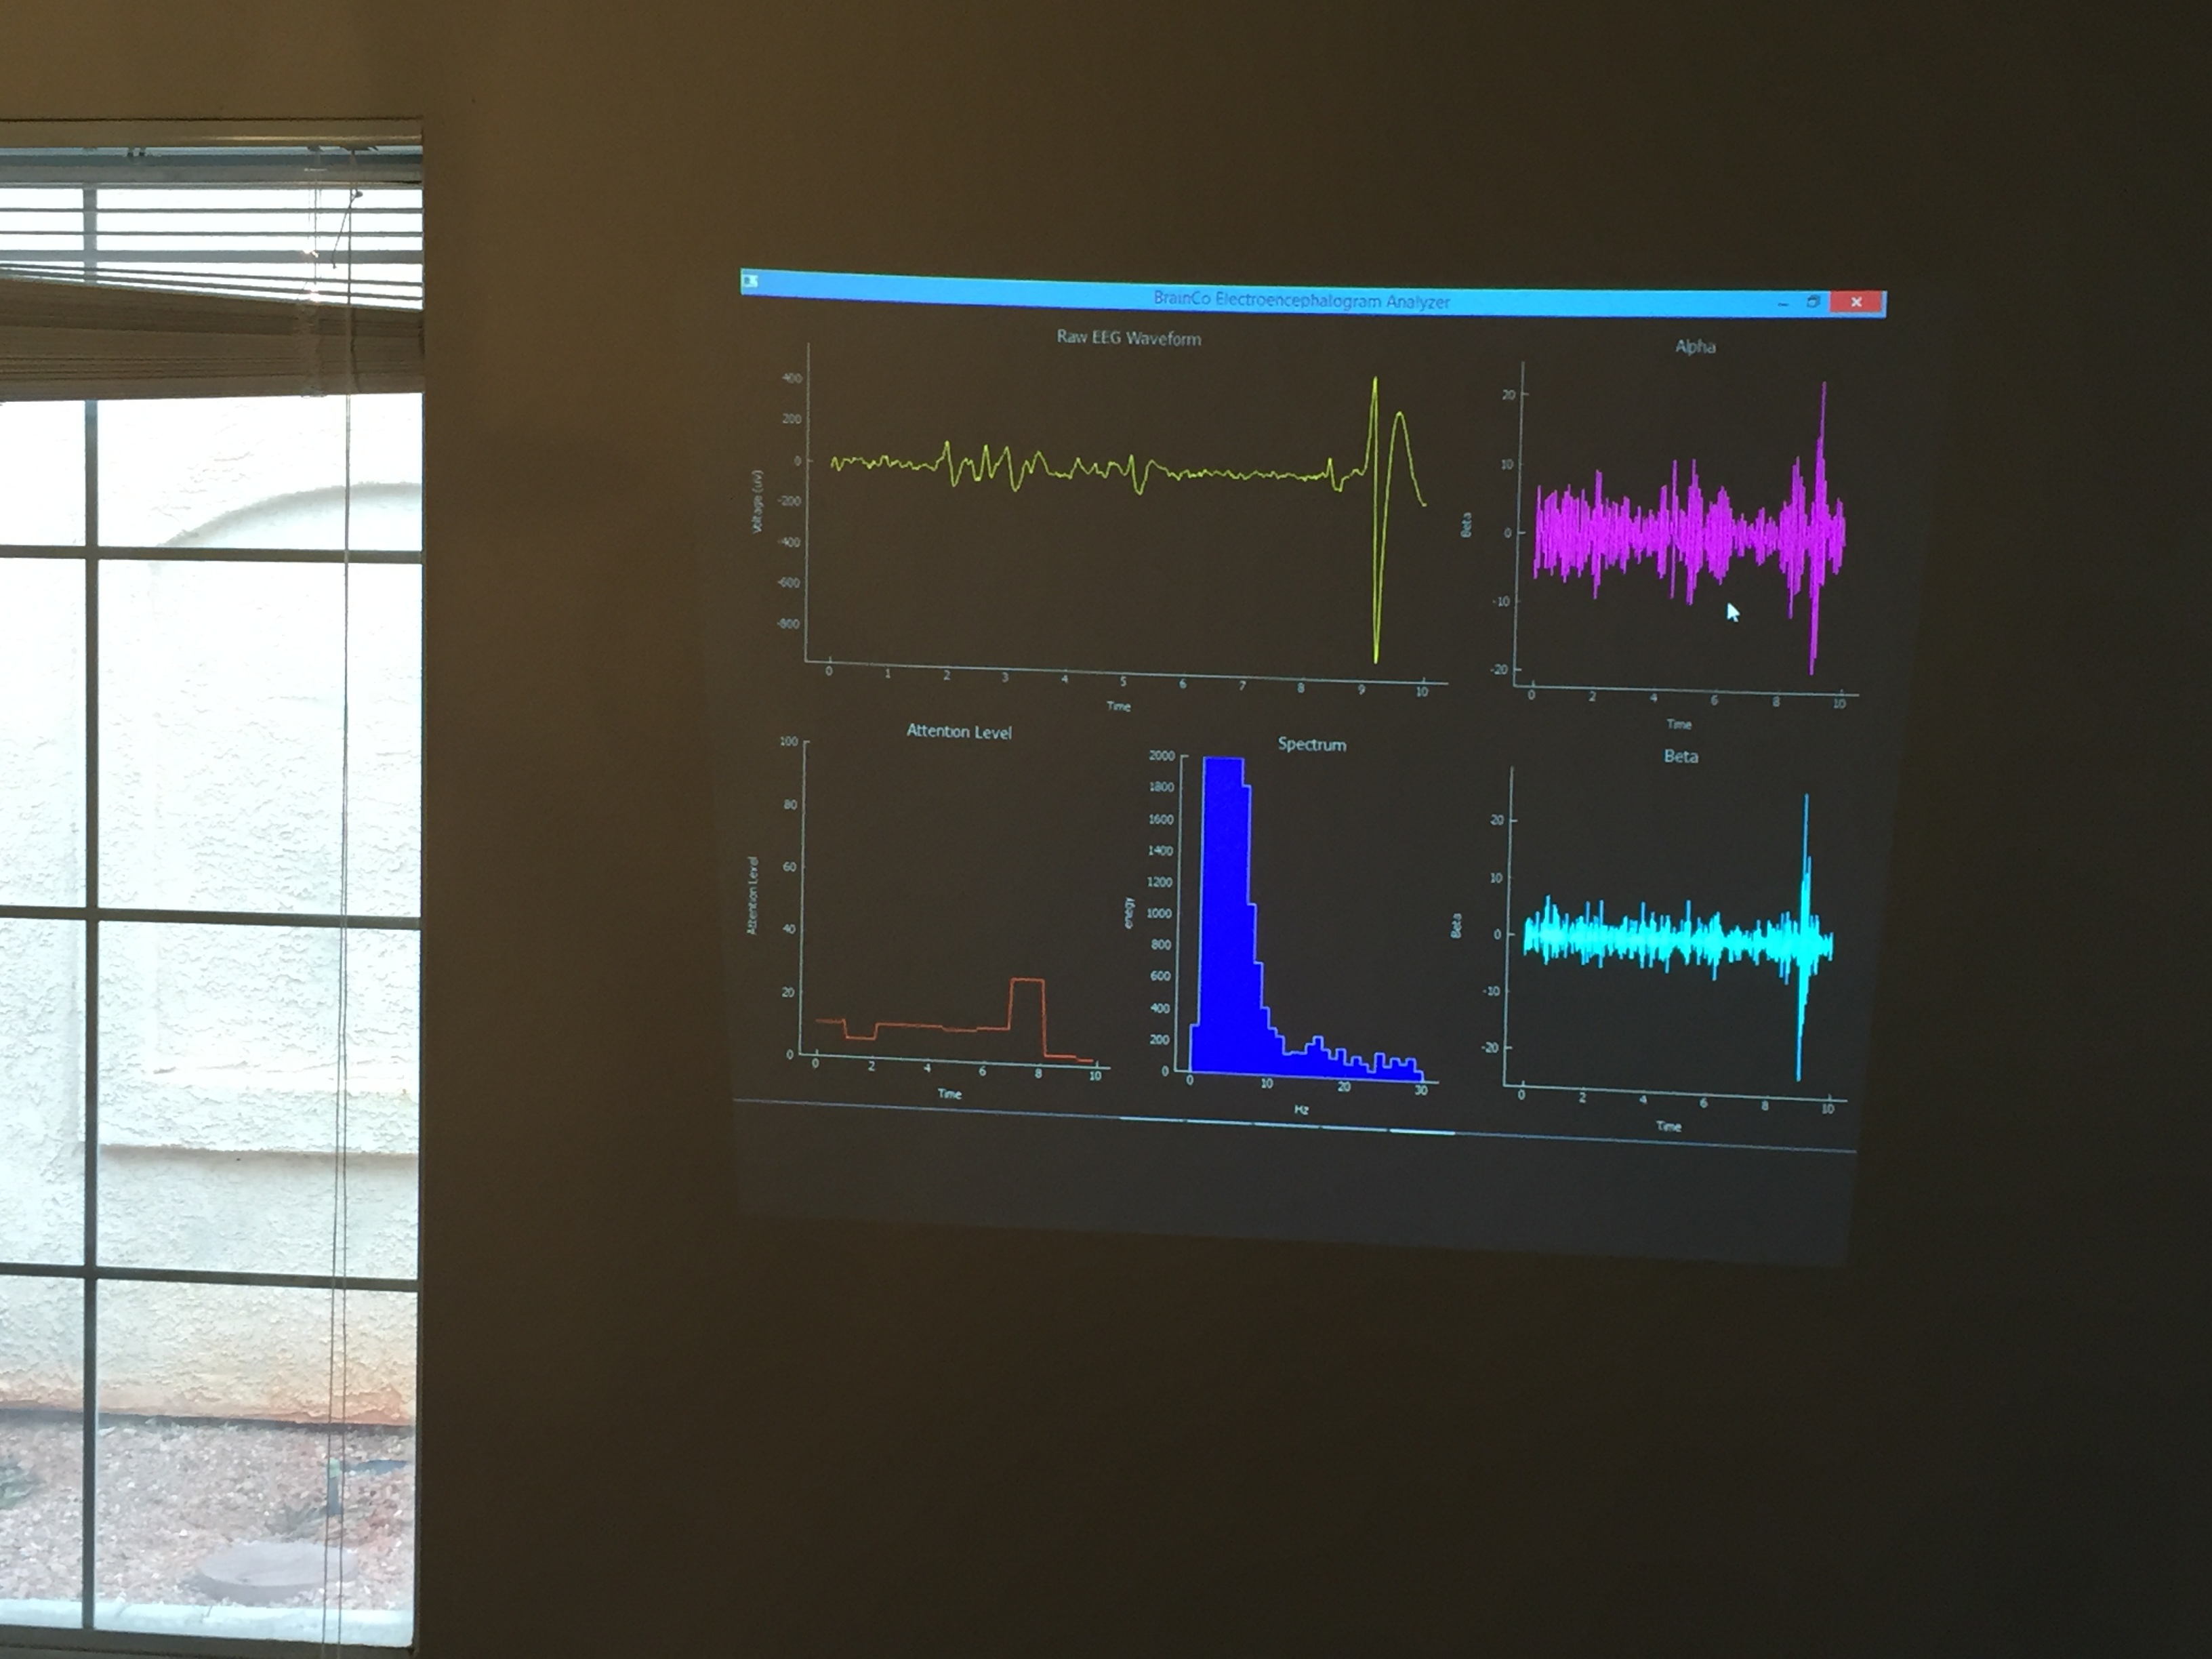 BrainCo Electroencephalogram Analyzer
Raw EEG Waveform
400
200
0
-200
-400
-600
-800
Voltage (uV)
0 1 2 3 4 5 6 7 8 9 10
Time
Alpha
20
10
0
-10
-20
Beta
0 2 4 6 8 10
Time
Attention Level
100
80
60
40
20
0
Attention Level
0 2 4 6 8 10
Time
Spectrum
2000
1800
1600
1400
1200
1000
800
600
400
200
0
enegy
0 10 20 30
Hz
Beta
20
10
0
-10
-20
Beta
0 2 4 6 8 10
Time